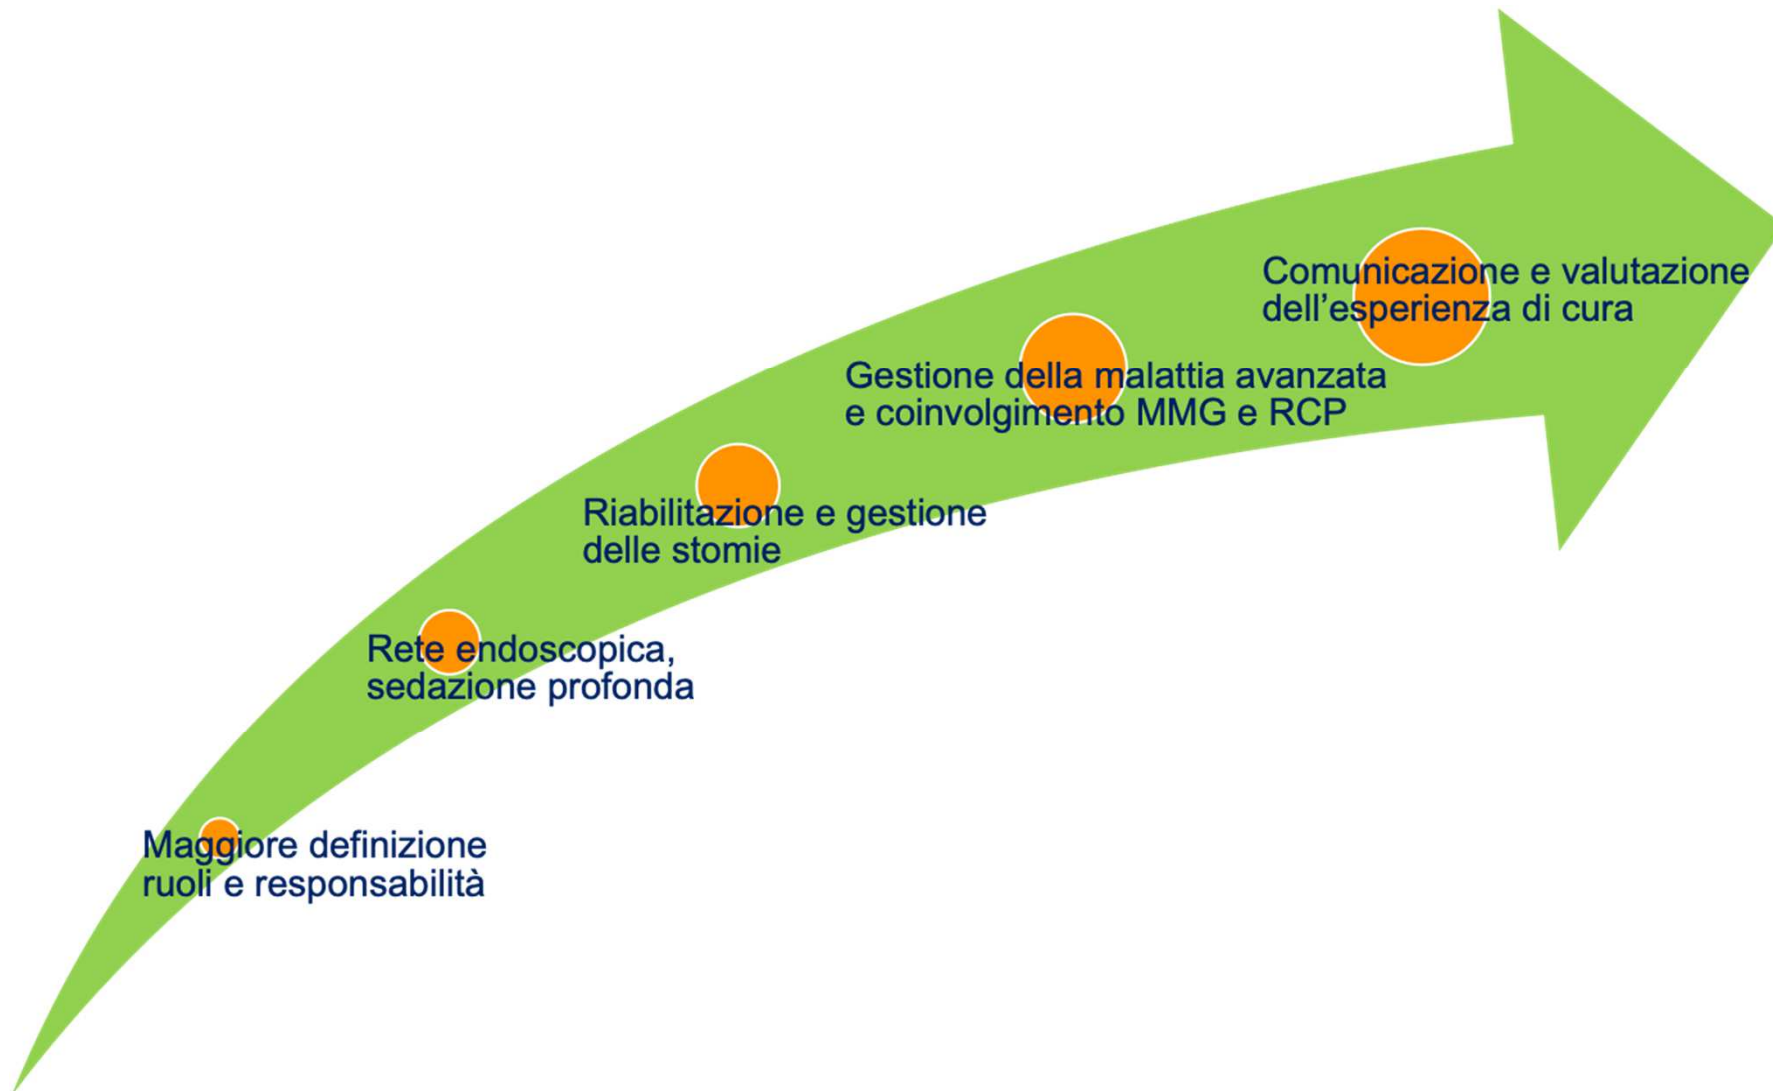 Comunicazione e valutazione
dell’esperienza di cura
Gestione della malattia avanzata
e coinvolgimento MMG e RCP
Riabilitazione e gestione
delle stomie
Rete endoscopica,
sedazione profonda
Maggiore definizione
ruoli e responsabilità